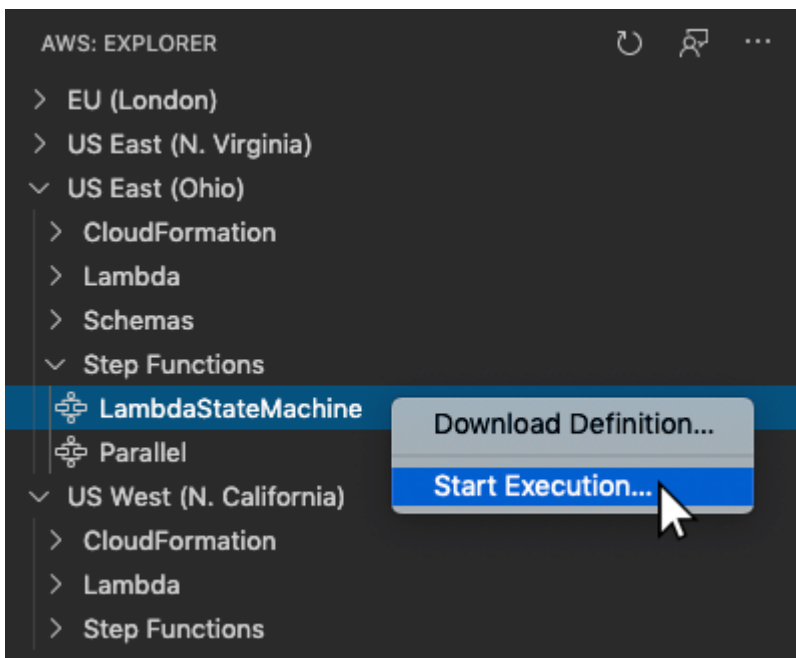 AWS: EXPLORER
EU (London)
US East (N. Virginia)
US East (Ohio)
CloudFormation
Lambda
Schemas
Step Functions
LambdaStateMachine
Download Definition...
Parallel
Start Execution...
US West (N. California)
CloudFormation
Lambda
Step Functions